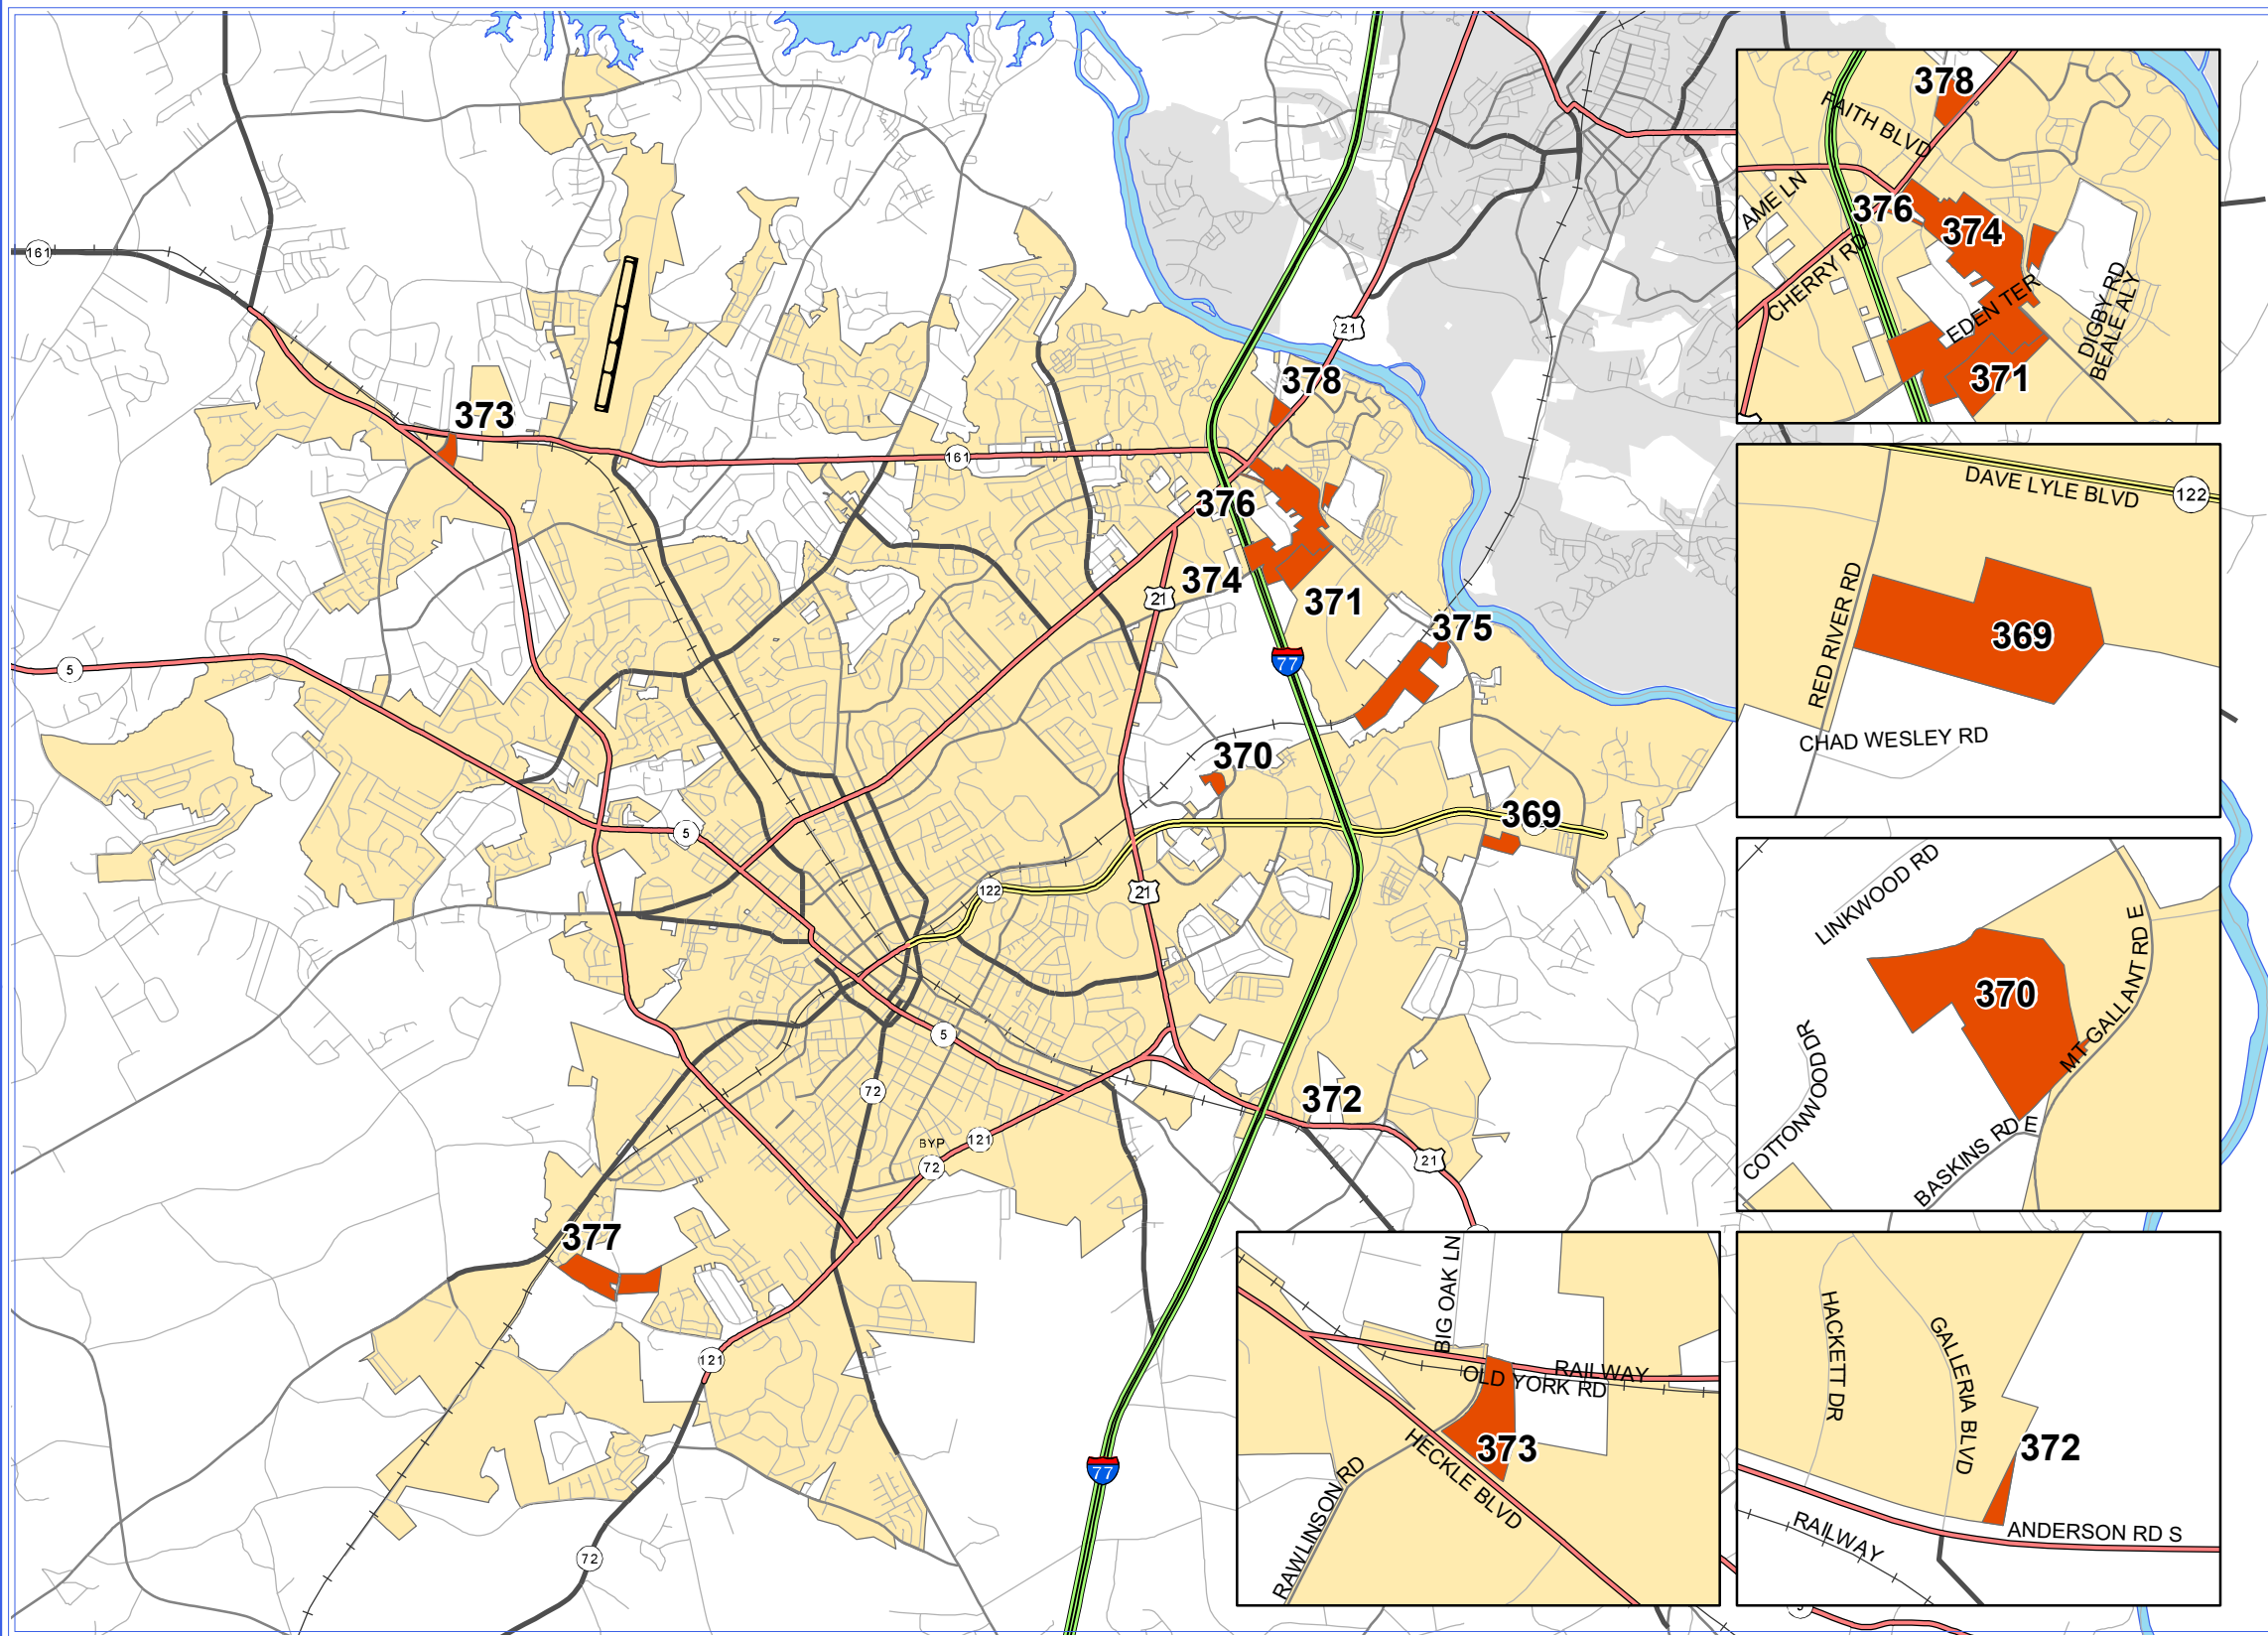 161
373
161
21
378
376
374
371
375
77
21
5
5
370
369
122
21
5
72
BYP
121
72
372
21
377
121
77
72
378
FAITH BLVD
AME LN
376
374
CHERRY RD
EDEN TER
DIGBY RD
BEALE ALY
371
DAVE LYLE BLVD
122
RED RIVER RD
369
CHAD WESLEY RD
LINKWOOD RD
MT GALLANT RD E
370
COTTONWOOD DR
BASKINS RD E
BIG OAK LN
RAILWAY
OLD YORK RD
373
HECKLE BLVD
RAWLINSON RD
HACKETT DR
GALLERIA BLVD
372
ANDERSON RD S
RAILWAY